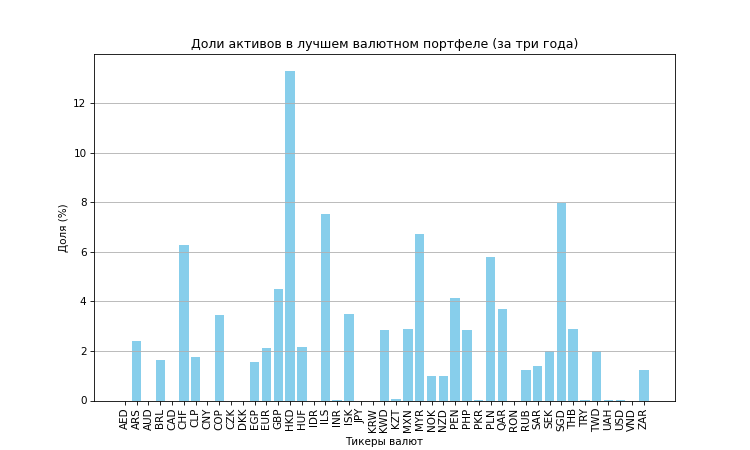 Доли активов в лучшем валютном портфеле (за три года)
Доля (%)
12
10
8
6
4
2
0
AED ARS AUD BRL CAD CHF CLP CNY COP CZK DKK EGP EUR GBP HKD HUF IDR ILS INR ISK JPY KRW KWD KZT MXN MYR NOK NZD PEN PHP PKR PLN QAR RON RUB SAR SEK SGD THB TRY TWD UAH USD VND ZAR
Тикеры валют